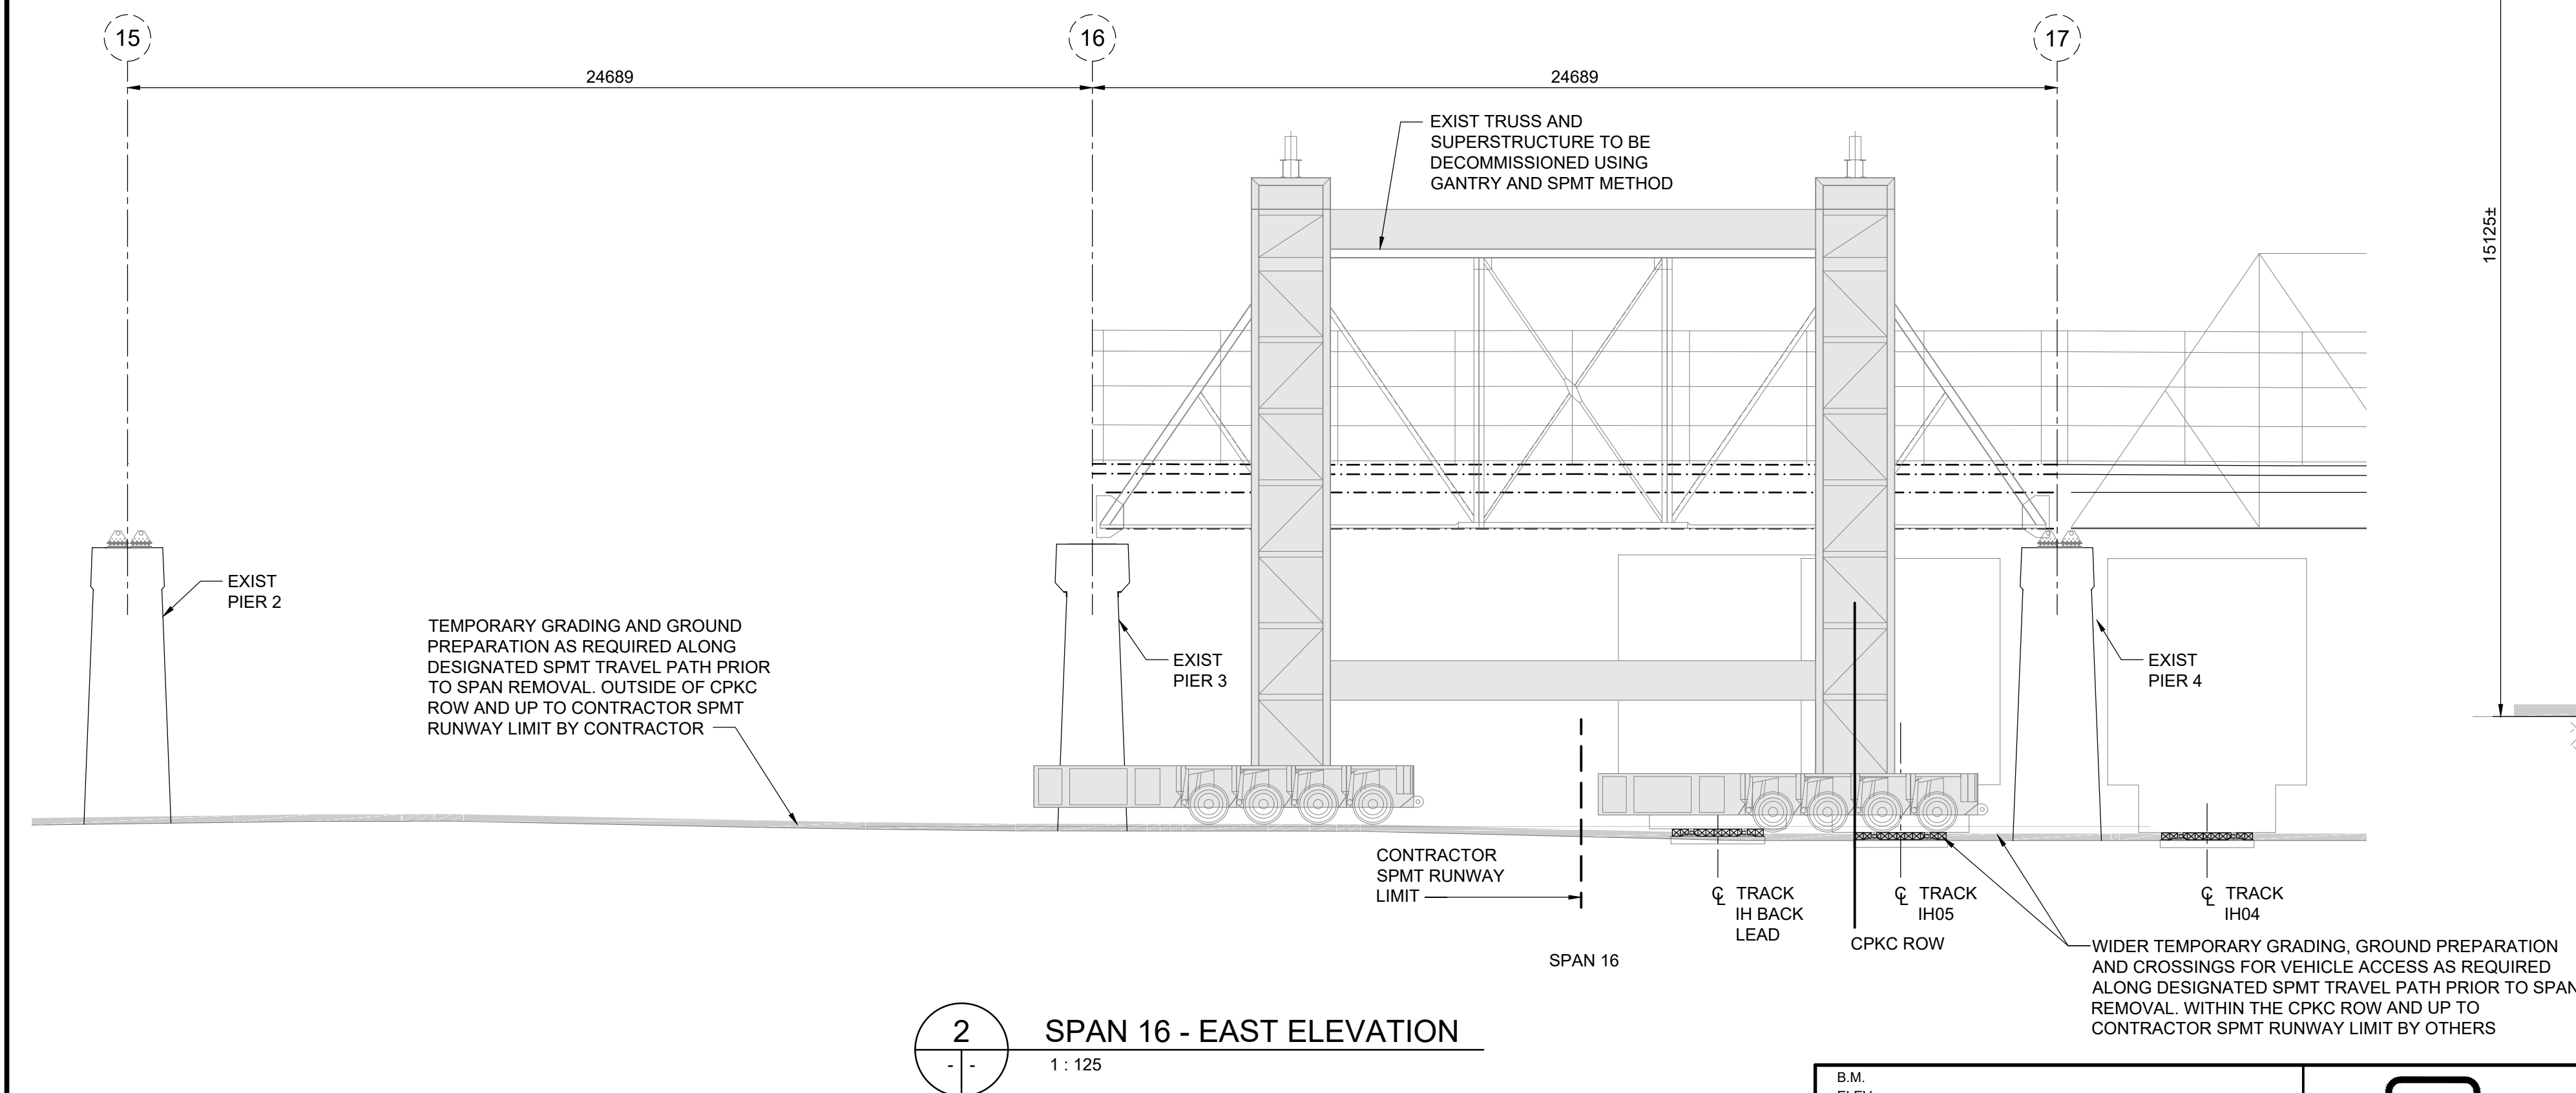 15
16
17
24689
24689
EXIST TRUSS AND
SUPERSTRUCTURE TO BE
DECOMMISSIONED USING
GANTRY AND SPMT METHOD
15125±
EXIST
PIER 2
TEMPORARY GRADING AND GROUND
PREPARATION AS REQUIRED ALONG
DESIGNATED SPMT TRAVEL PATH PRIOR
TO SPAN REMOVAL. OUTSIDE OF CPKC
ROW AND UP TO CONTRACTOR SPMT
RUNWAY LIMIT BY CONTRACTOR
EXIST
PIER 3
EXIST
PIER 4
CONTRACTOR
SPMT RUNWAY
LIMIT
℄ TRACK
IH BACK
LEAD
℄ TRACK
IH05
℄ TRACK
IH04
CPKC ROW
SPAN 16
WIDER TEMPORARY GRADING, GROUND PREPARATION
AND CROSSINGS FOR VEHICLE ACCESS AS REQUIRED
ALONG DESIGNATED SPMT TRAVEL PATH PRIOR TO SPAN
REMOVAL. WITHIN THE CPKC ROW AND UP TO
CONTRACTOR SPMT RUNWAY LIMIT BY OTHERS
2
- -
SPAN 16 - EAST ELEVATION
1 : 125
B.M.